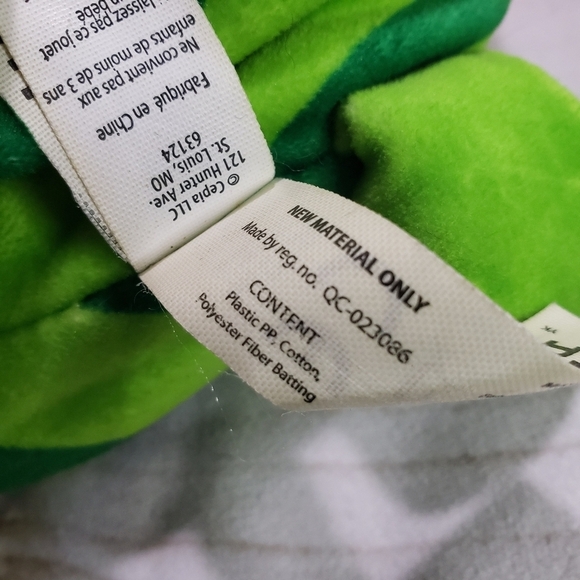 laissez pas ce jouet
bébé
Ne convient pas aux
enfants de moins de 3 ans
Fabriqué en Chine
© Cepia LLC
121 Hunter Ave.
St. Louis, MO
63124
NEW MATERIAL ONLY
Made by reg. no. QC-023086
CONTENT
Plastic PP, Cotton,
Polyester Fiber Batting